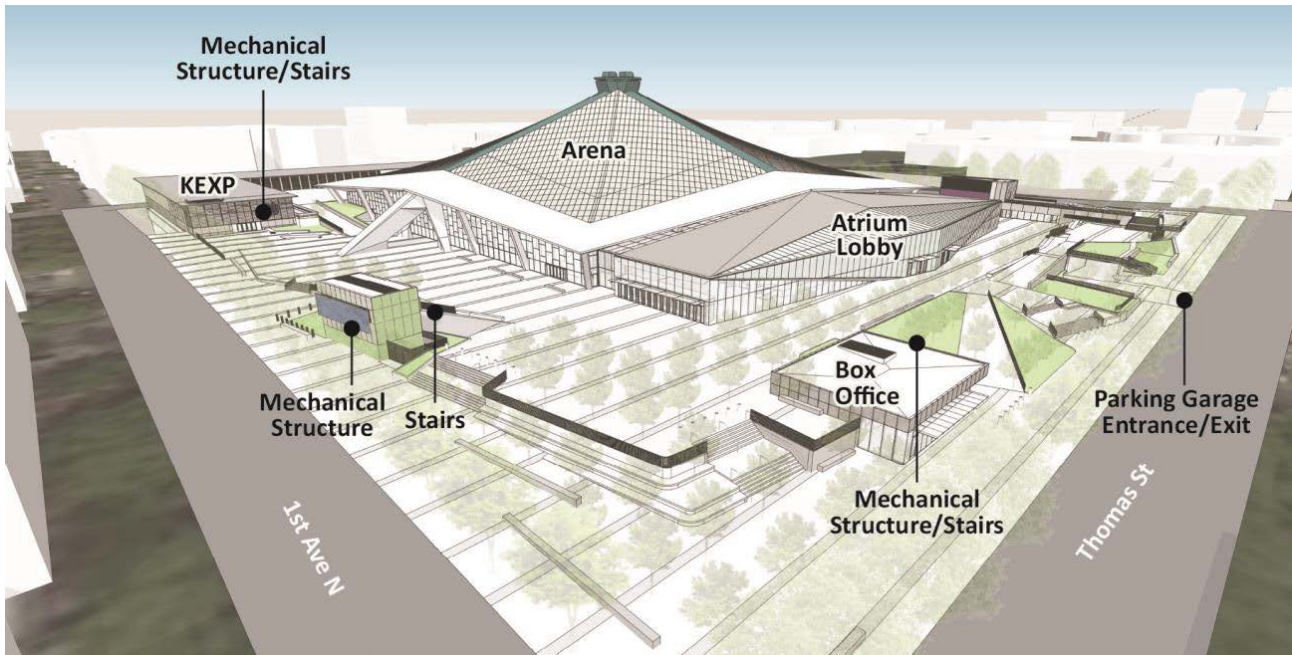 Mechanical
Structure/Stairs
Arena
KEXP
Atrium
Lobby
Box
Office
Mechanical
Structure
Stairs
Parking Garage
Entrance/Exit
Mechanical
Structure/Stairs
1st Ave N
Thomas St